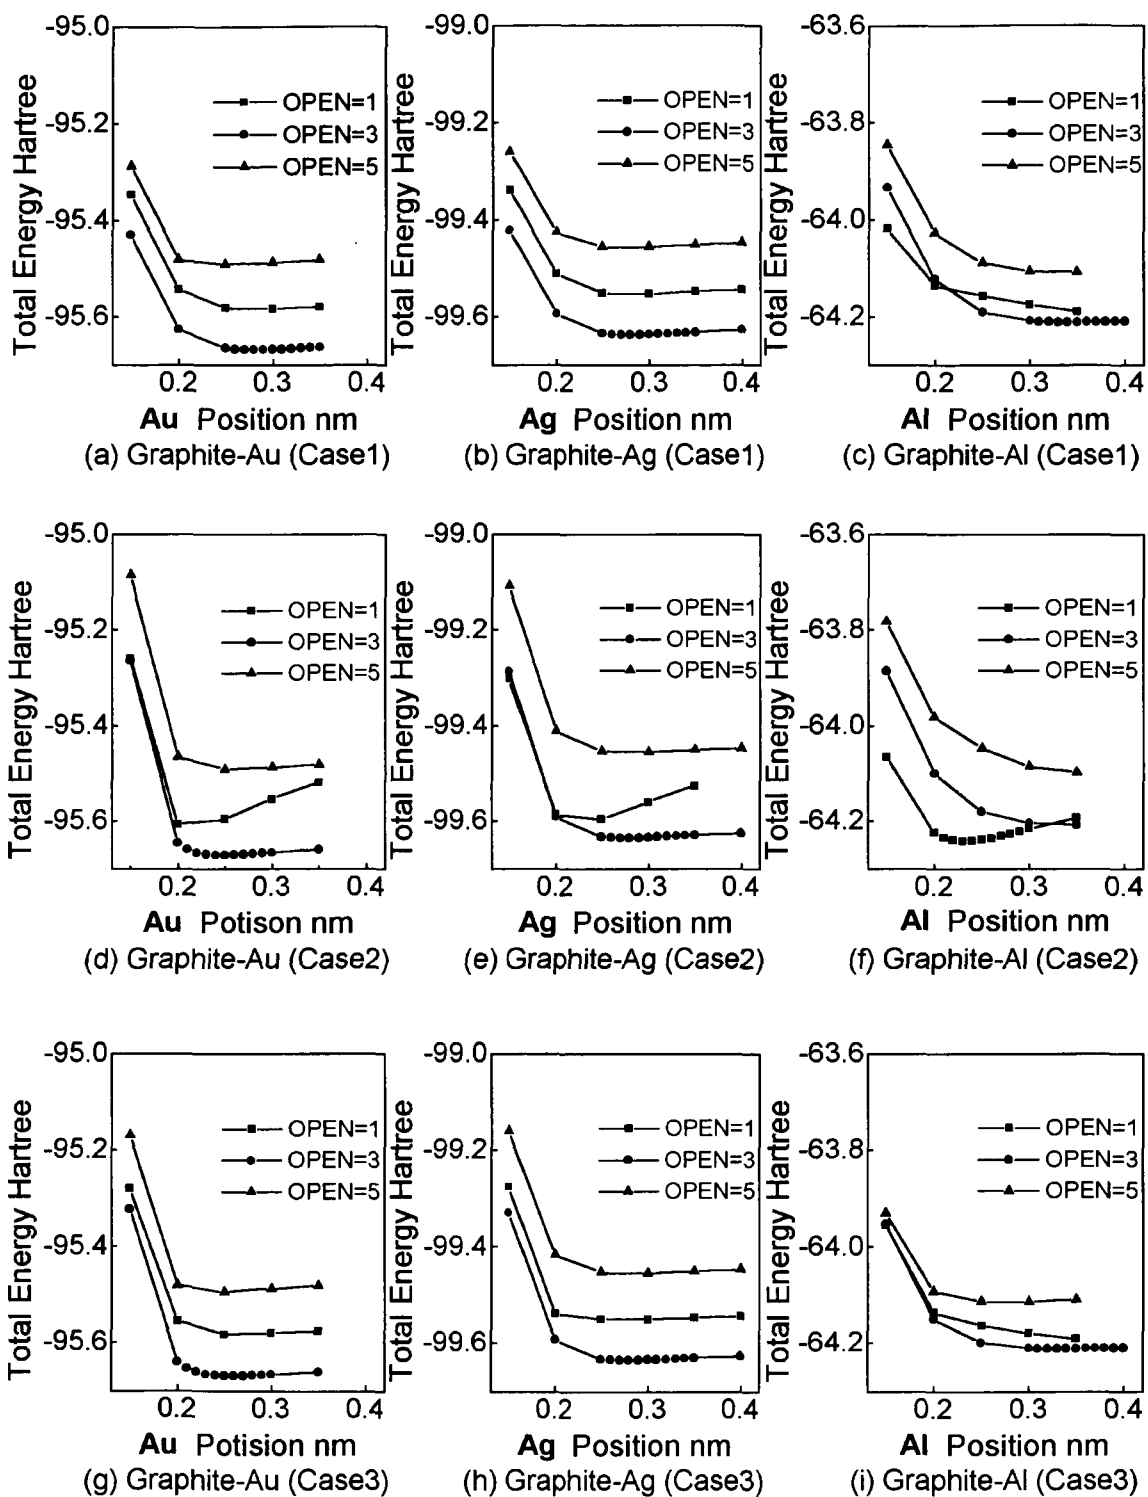 -95.0
-95.2
-95.4
-95.6
Total Energy Hartree
OPEN=1
OPEN=3
OPEN=5
0.2
0.3
0.4
Au Position nm
(a) Graphite-Au (Case1)
-99.0
-99.2
-99.4
-99.6
Total Energy Hartree
OPEN=1
OPEN=3
OPEN=5
0.2
0.3
0.4
Ag Position nm
(b) Graphite-Ag (Case1)
-63.6
-63.8
-64.0
-64.2
Total Energy Hartree
OPEN=1
OPEN=3
OPEN=5
0.2
0.3
0.4
Al Position nm
(c) Graphite-Al (Case1)
-95.0
-95.2
-95.4
-95.6
Total Energy Hartree
OPEN=1
OPEN=3
OPEN=5
0.2
0.3
0.4
Au Potison nm
(d) Graphite-Au (Case2)
-99.0
-99.2
-99.4
-99.6
Total Energy Hartree
OPEN=1
OPEN=3
OPEN=5
0.2
0.3
0.4
Ag Position nm
(e) Graphite-Ag (Case2)
-63.6
-63.8
-64.0
-64.2
Total Energy Hartree
OPEN=1
OPEN=3
OPEN=5
0.2
0.3
0.4
Al Position nm
(f) Graphite-Al (Case2)
-95.0
-95.2
-95.4
-95.6
Total Energy Hartree
OPEN=1
OPEN=3
OPEN=5
0.2
0.3
0.4
Au Potision nm
(g) Graphite-Au (Case3)
-99.0
-99.2
-99.4
-99.6
Total Energy Hartree
OPEN=1
OPEN=3
OPEN=5
0.2
0.3
0.4
Ag Position nm
(h) Graphite-Ag (Case3)
-63.6
-63.8
-64.0
-64.2
Total Energy Hartree
OPEN=1
OPEN=3
OPEN=5
0.2
0.3
0.4
Al Position nm
(i) Graphite-Al (Case3)